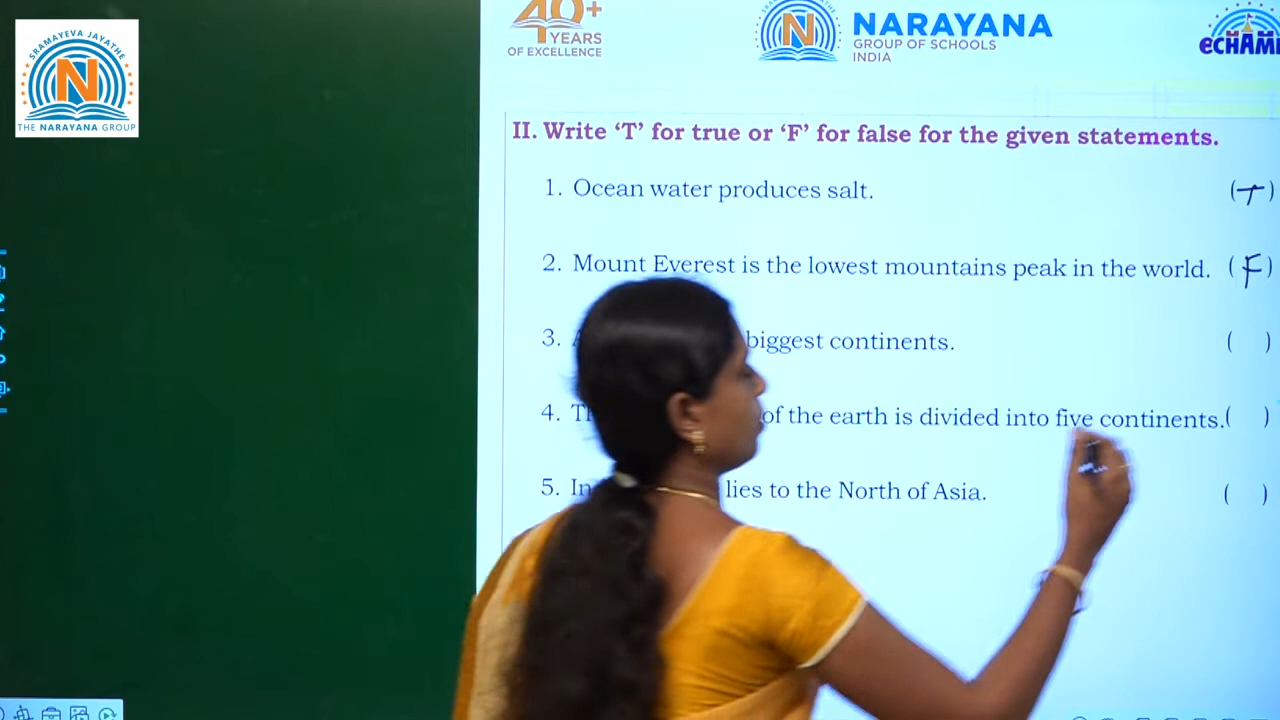 SRAMAYEVA JAYATHE
N
THE NARAYANA GROUP
40+
YEARS
OF EXCELLENCE
N
NARAYANA
GROUP OF SCHOOLS
INDIA
II. Write ‘T’ for true or ‘F’ for false for the given statements.
1. Ocean water produces salt. (T)
2. Mount Everest is the lowest mountains peak in the world. (F)
3. biggest continents. ( )
4. of the earth is divided into five continents.( )
5. lies to the North of Asia. ( )